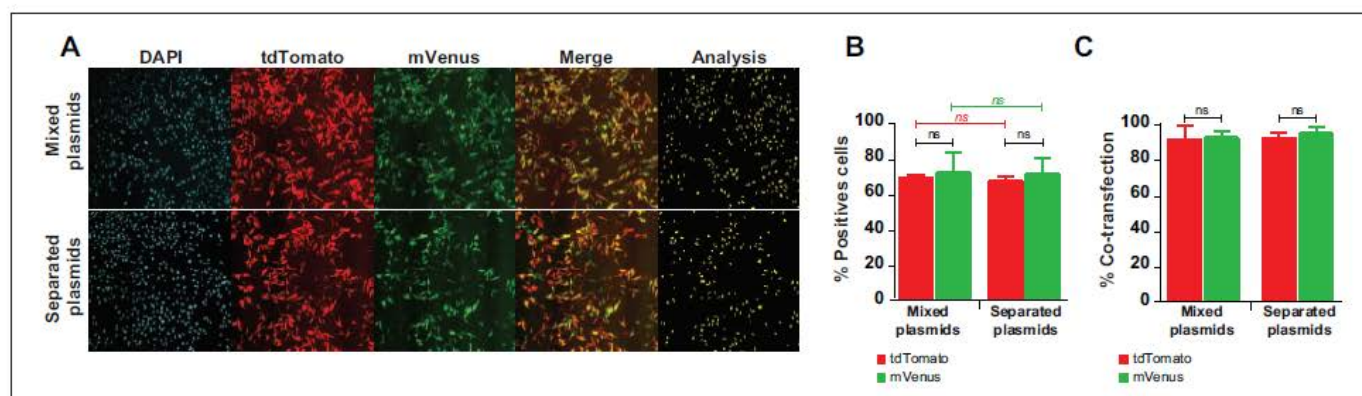 A
DAPI
tdTomato
mVenus
Merge
Analysis
Mixed
plasmids
Separated
plasmids
B
% Positives cells
100
80
60
40
20
0
ns
ns
ns
ns
Mixed
plasmids
Separated
plasmids
tdTomato
mVenus
C
% Co-transfection
100
80
60
40
20
0
ns
ns
Mixed
plasmids
Separated
plasmids
tdTomato
mVenus